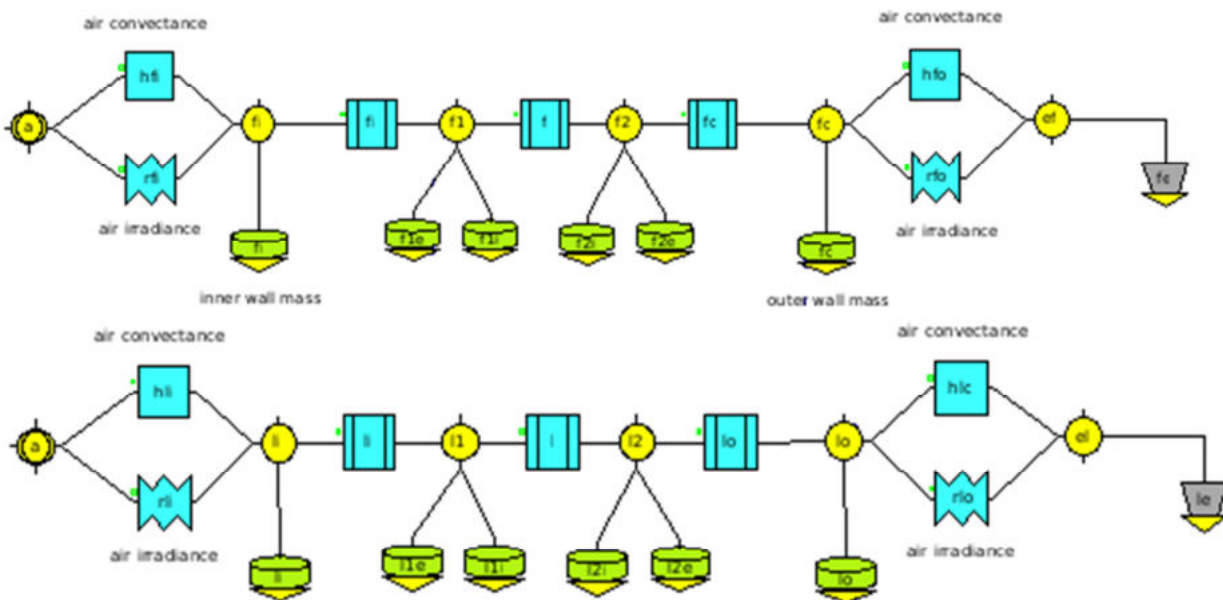 air convectance
air convectance
hfi
hfo
a
fi
fi
f1
f
f2
fc
fc
ef
rfi
rfo
fe
air irradiance
air irradiance
fi
f1e
f1i
f2i
f2e
fc
inner wall mass
outer wall mass
air convectance
air convectance
hli
hlc
a
li
li
l1
l
l2
lo
lo
el
rli
rlo
le
air irradiance
air irradiance
li
l1e
l1i
l2i
l2e
lo